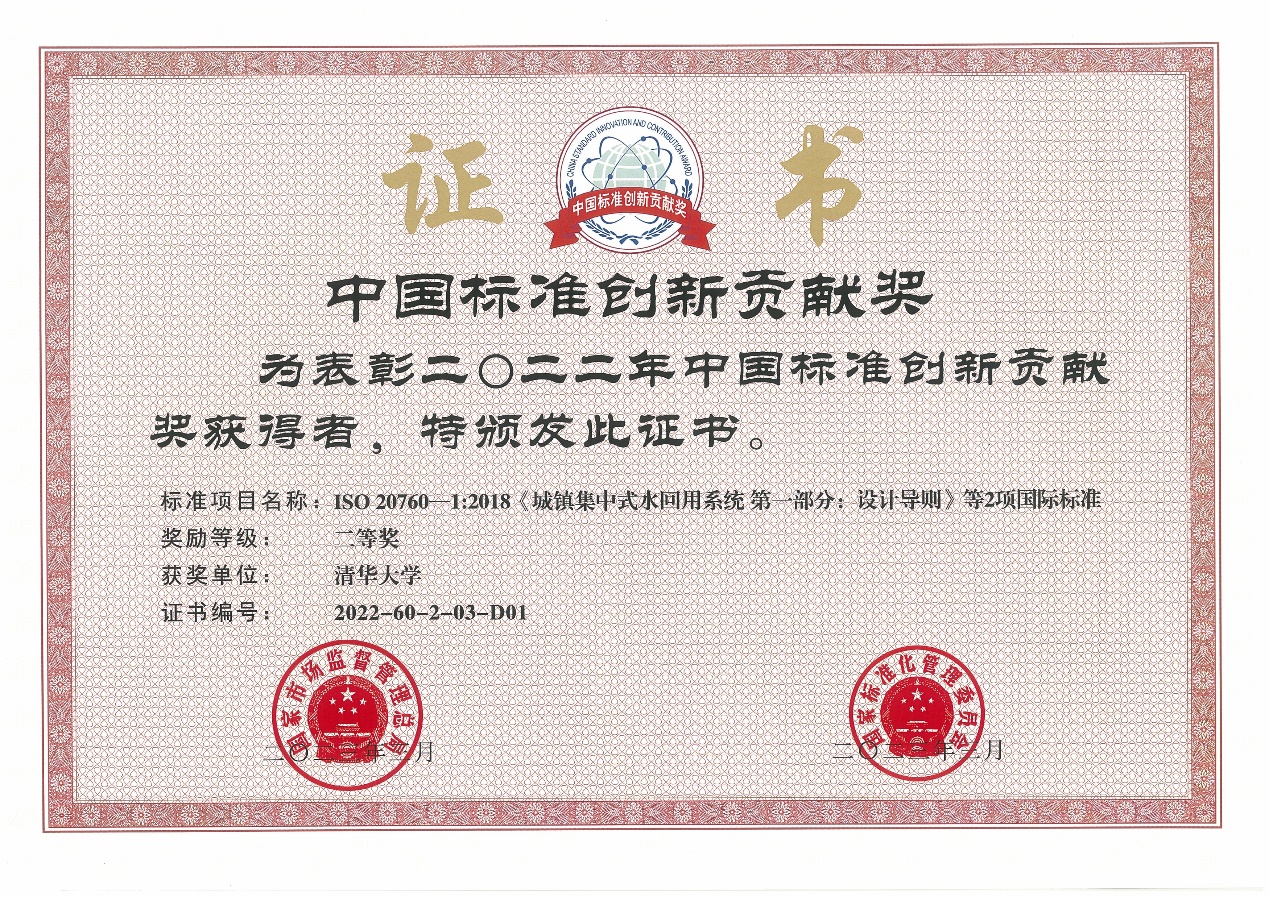 证书
CHINA STANDARD INNOVATION AND CONTRIBUTION AWARD
中国标准创新贡献奖
中国标准创新贡献奖
为表彰二〇二二年中国标准创新贡献
奖获得者，特颁发此证书。
标准项目名称：ISO 20760—1:2018《城镇集中式水回用系统 第一部分：设计导则》等2项国际标准
奖励等级：二等奖
获奖单位：清华大学
证书编号：2022-60-2-03-D01
国家市场监督管理总局
国家标准化管理委员会